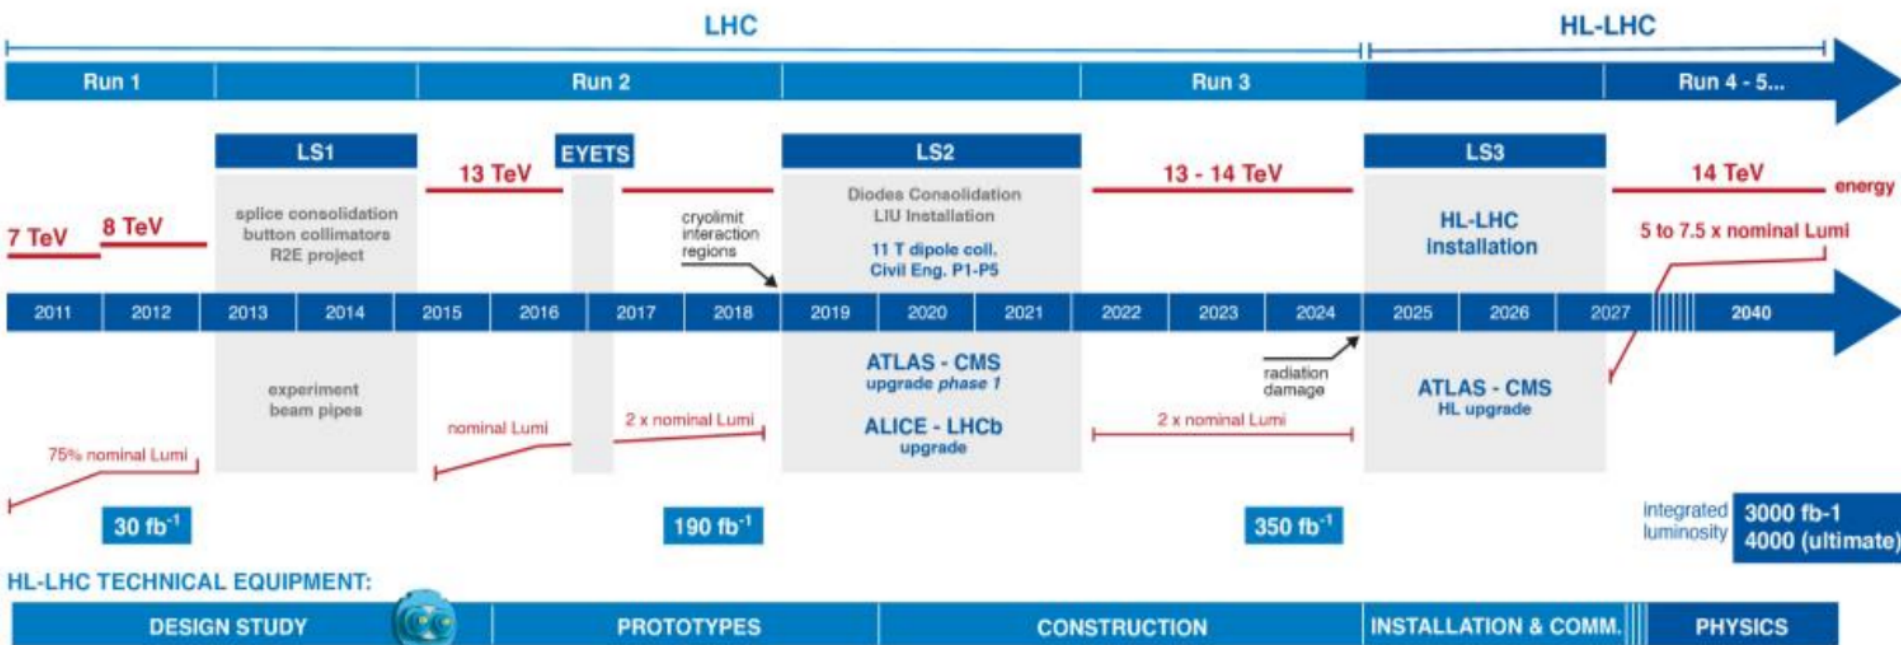 LHC
HL-LHC
Run 1
Run 2
Run 3
Run 4 - 5...
LS1
EYETS
LS2
LS3
13 TeV
13 - 14 TeV
14 TeV
energy
7 TeV
8 TeV
splice consolidation
button collimators
R2E project
cryolimit
interaction
regions
Diodes Consolidation
LIU Installation
11 T dipole coll.
Civil Eng. P1-P5
HL-LHC
installation
5 to 7.5 x nominal Lumi
2011
2012
2013
2014
2015
2016
2017
2018
2019
2020
2021
2022
2023
2024
2025
2026
2027
2040
experiment
beam pipes
ATLAS - CMS
upgrade phase 1
ALICE - LHCb
upgrade
radiation
damage
ATLAS - CMS
HL upgrade
75% nominal Lumi
nominal Lumi
2 x nominal Lumi
2 x nominal Lumi
30 fb⁻¹
190 fb⁻¹
350 fb⁻¹
integrated
luminosity
3000 fb-1
4000 (ultimate)
HL-LHC TECHNICAL EQUIPMENT:
DESIGN STUDY
PROTOTYPES
CONSTRUCTION
INSTALLATION & COMM.
PHYSICS